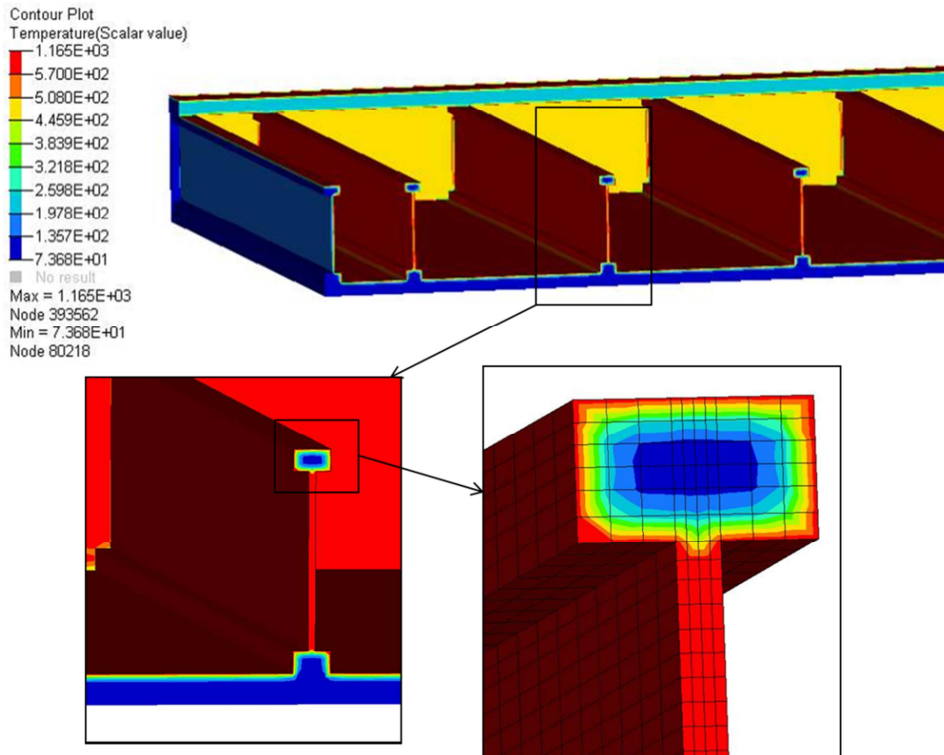 Contour Plot
Temperature(Scalar value)
1.165E+03
5.700E+02
5.080E+02
4.459E+02
3.839E+02
3.218E+02
2.598E+02
1.978E+02
1.357E+02
7.368E+01
No result
Max = 1.165E+03
Node 393562
Min = 7.368E+01
Node 80218